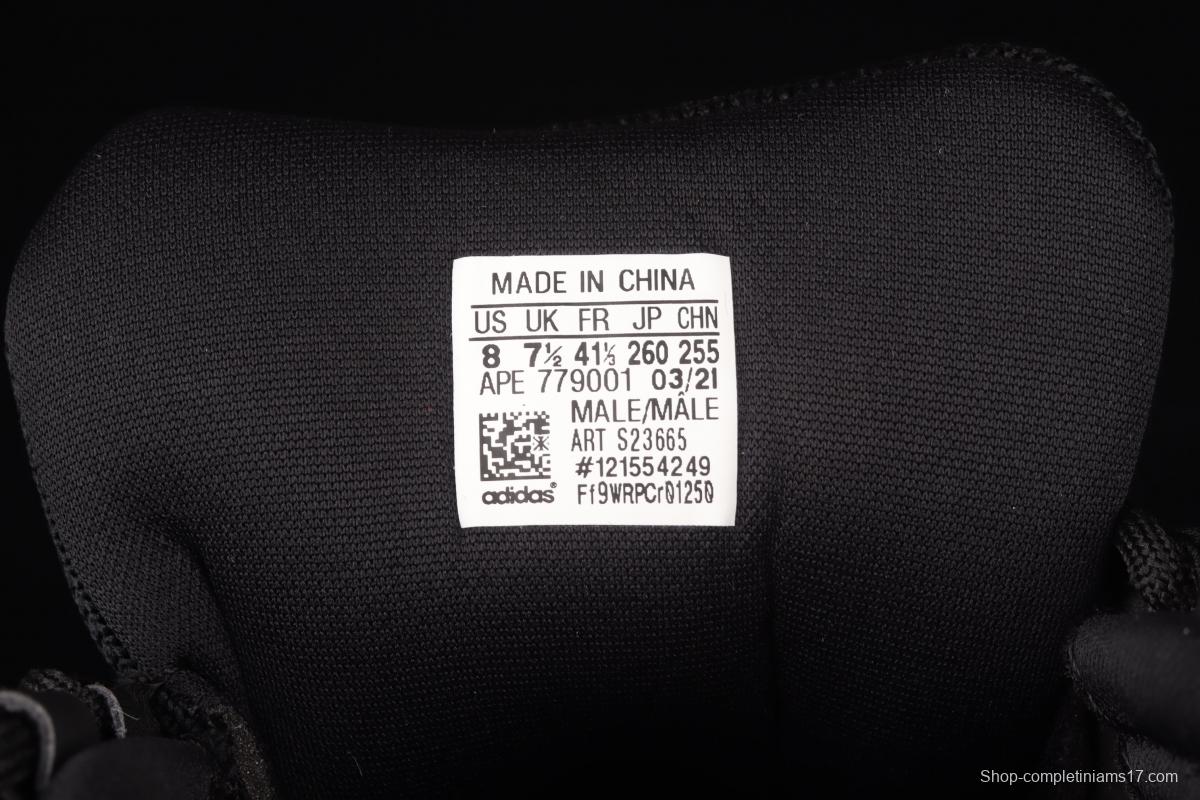 MADE IN CHINA
US UK FR JP CHN
8 7½ 41⅓ 260 255
APE 779001 03/21
MALE/MÂLE
ART S23665
#121554249
adidas® Ff9WRPCr01250
Shop-completiniams17.com